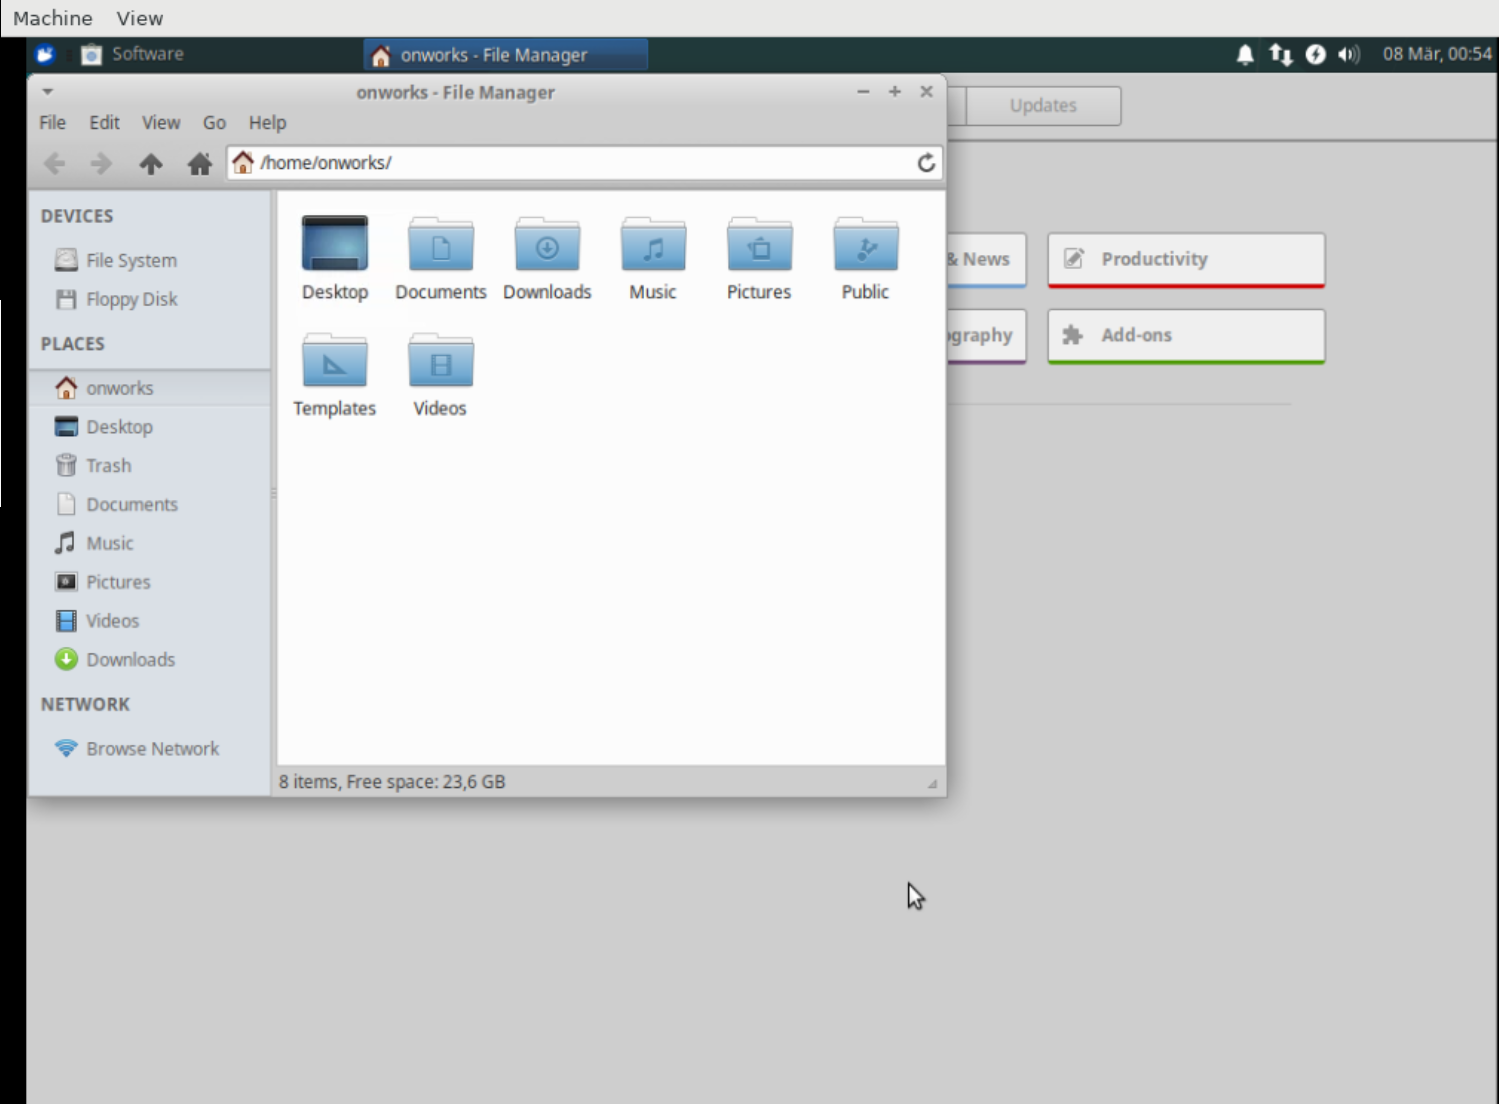 Machine View
Software
onworks - File Manager
08 Mär, 00:54
onworks - File Manager
Updates
File Edit View Go Help
/home/onworks/
DEVICES
File System
Floppy Disk
PLACES
onworks
Desktop
Trash
Documents
Music
Pictures
Videos
Downloads
NETWORK
Browse Network
Desktop Documents Downloads Music Pictures Public
Templates Videos
8 items, Free space: 23,6 GB
& News
Productivity
ography
Add-ons